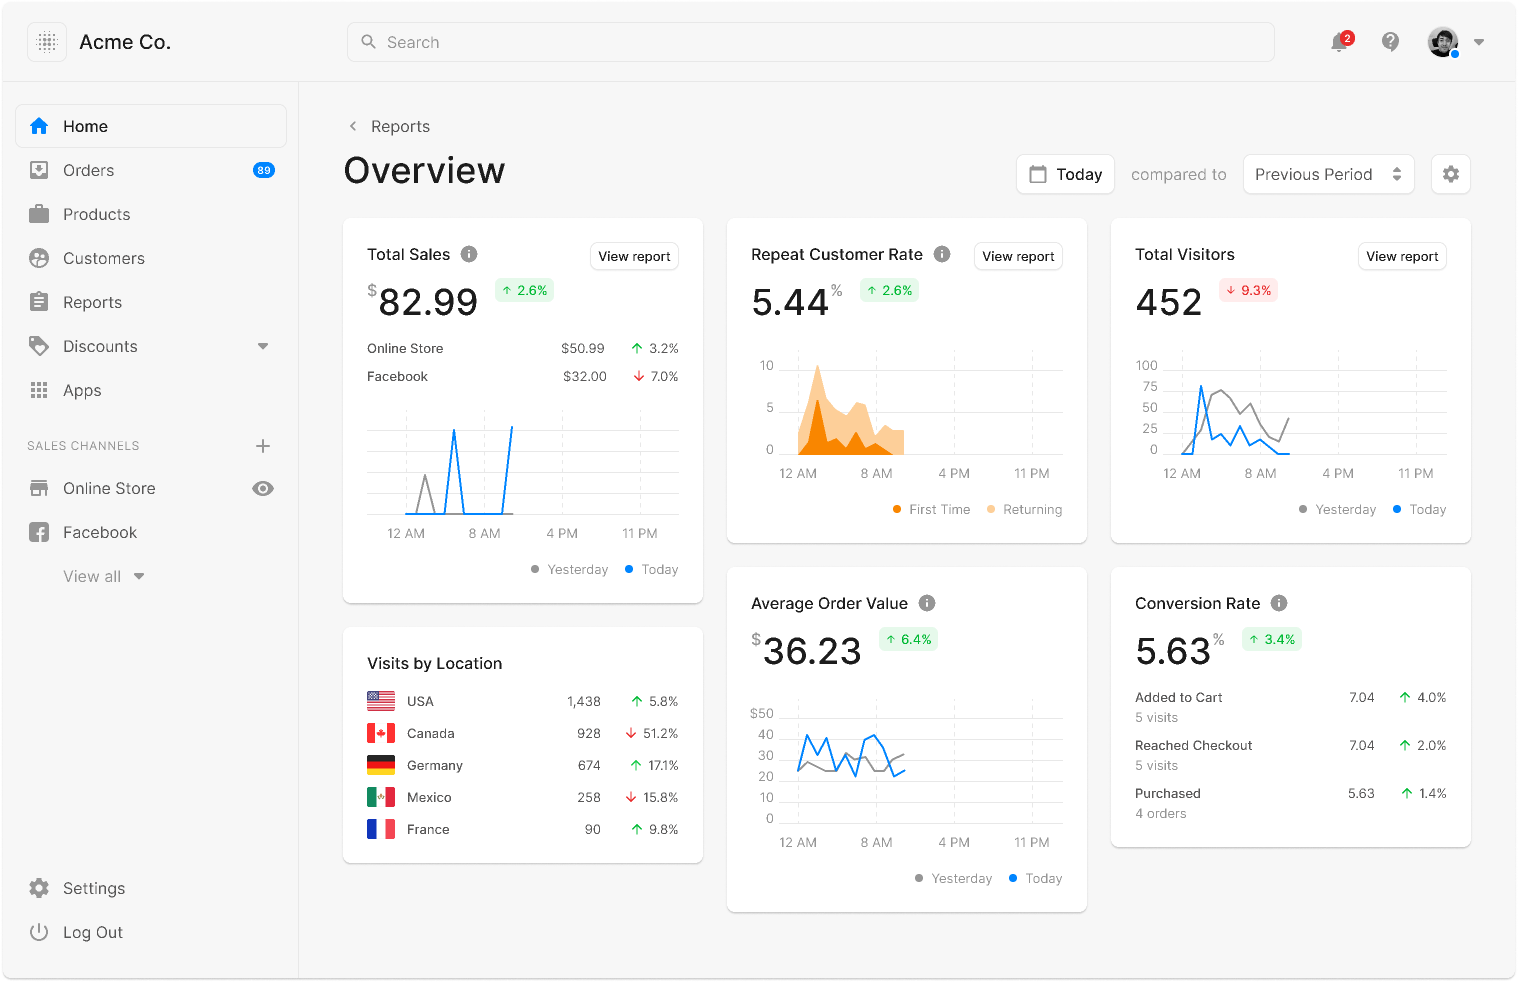 Acme Co.
Search
2
Home
Orders
89
Products
Customers
Reports
Discounts
Apps
SALES CHANNELS
Online Store
Facebook
View all
Settings
Log Out
Reports
Overview
Today
compared to
Previous Period
Total Sales
View report
$82.99
2.6%
Online Store $50.99 3.2%
Facebook $32.00 7.0%
12 AM 8 AM 4 PM 11 PM
Yesterday Today
Visits by Location
USA 1,438 5.8%
Canada 928 51.2%
Germany 674 17.1%
Mexico 258 15.8%
France 90 9.8%
Repeat Customer Rate
View report
5.44%
2.6%
10
5
0
12 AM 8 AM 4 PM 11 PM
First Time Returning
Average Order Value
$36.23
6.4%
$50
40
30
20
10
0
12 AM 8 AM 4 PM 11 PM
Yesterday Today
Total Visitors
View report
452
9.3%
100
75
50
25
0
12 AM 8 AM 4 PM 11 PM
Yesterday Today
Conversion Rate
5.63%
3.4%
Added to Cart 7.04 4.0%
5 visits
Reached Checkout 7.04 2.0%
5 visits
Purchased 5.63 1.4%
4 orders